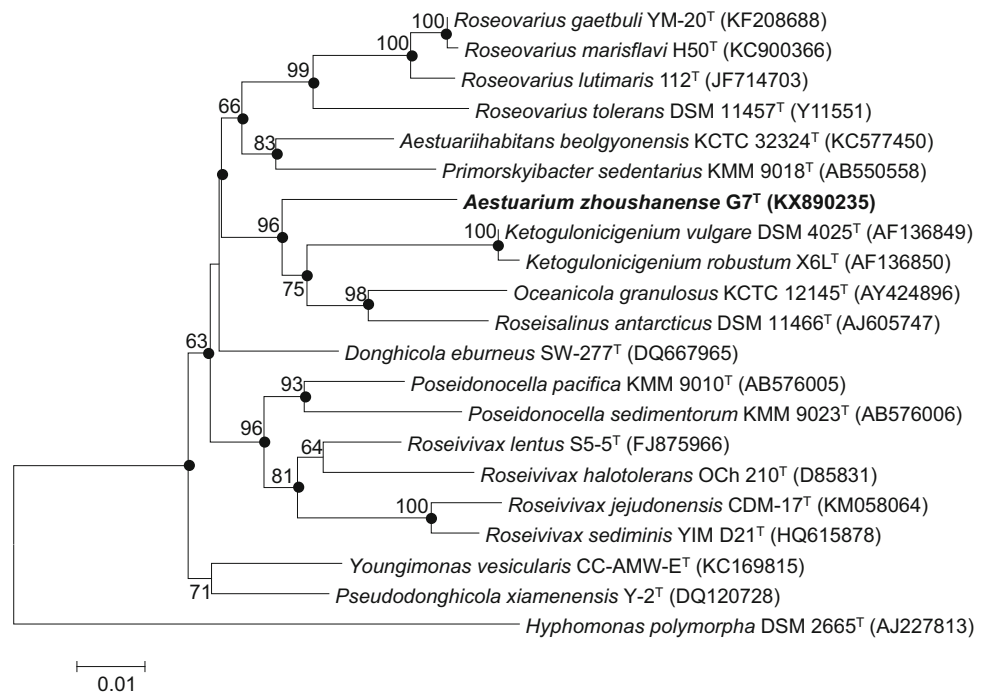 100 Roseovarius gaetbuli YM-20ᵀ (KF208688)
100 Roseovarius marisflavi H50ᵀ (KC900366)
99 Roseovarius lutimaris 112ᵀ (JF714703)
66 Roseovarius tolerans DSM 11457ᵀ (Y11551)
83 Aestuariihabitans beolgyonensis KCTC 32324ᵀ (KC577450)
Primorskyibacter sedentarius KMM 9018ᵀ (AB550558)
96 Aestuarium zhoushanense G7ᵀ (KX890235)
100 Ketogulonicigenium vulgare DSM 4025ᵀ (AF136849)
Ketogulonicigenium robustum X6Lᵀ (AF136850)
75 98 Oceanicola granulosus KCTC 12145ᵀ (AY424896)
Roseisalinus antarcticus DSM 11466ᵀ (AJ605747)
63 Donghicola eburneus SW-277ᵀ (DQ667965)
93 Poseidonocella pacifica KMM 9010ᵀ (AB576005)
96 Poseidonocella sedimentorum KMM 9023ᵀ (AB576006)
64 Roseivivax lentus S5-5ᵀ (FJ875966)
81 Roseivivax halotolerans OCh 210ᵀ (D85831)
100 Roseivivax jejudonensis CDM-17ᵀ (KM058064)
Roseivivax sediminis YIM D21ᵀ (HQ615878)
Youngimonas vesicularis CC-AMW-Eᵀ (KC169815)
71 Pseudodonghicola xiamenensis Y-2ᵀ (DQ120728)
Hyphomonas polymorpha DSM 2665ᵀ (AJ227813)
0.01